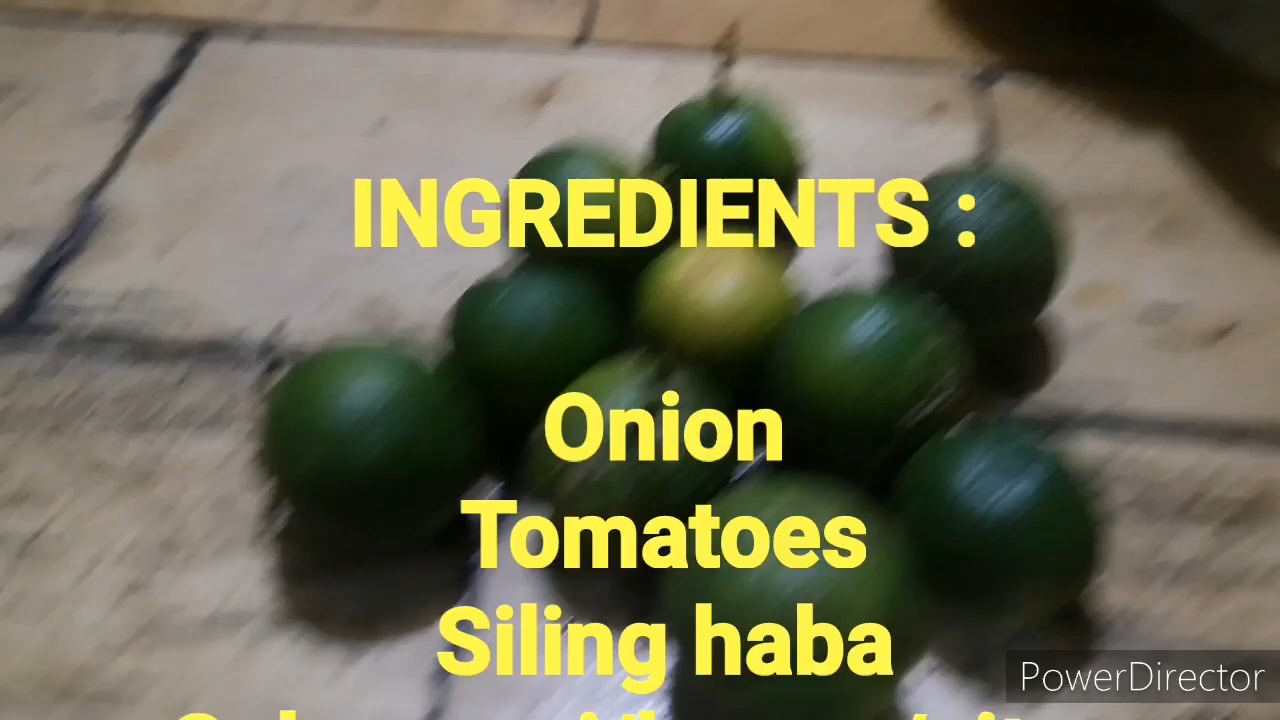 INGREDIENTS :
Onion
Tomatoes
Siling haba
PowerDirector